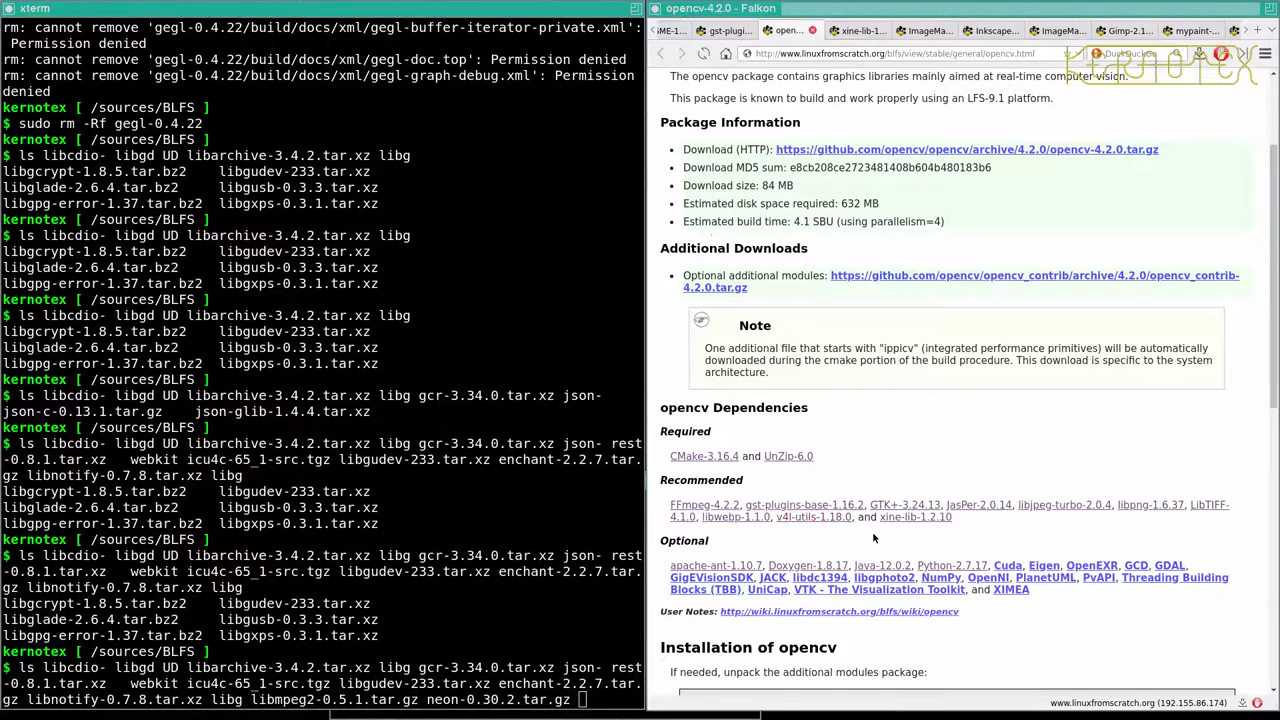 xterm
rm: cannot remove 'gegl-0.4.22/build/docs/xml/gegl-buffer-iterator-private.xml':
 Permission denied
rm: cannot remove 'gegl-0.4.22/build/docs/xml/gegl-doc.top': Permission denied
rm: cannot remove 'gegl-0.4.22/build/docs/xml/gegl-graph-debug.xml': Permission
denied
kernotex [ /sources/BLFS ]
$ sudo rm -Rf gegl-0.4.22
kernotex [ /sources/BLFS ]
$ ls libcdio- libgd UD libarchive-3.4.2.tar.xz libg
libgcrypt-1.8.5.tar.bz2    libgudev-233.tar.xz
libglade-2.6.4.tar.bz2     libgusb-0.3.3.tar.xz
libgpg-error-1.37.tar.bz2  libgxps-0.3.1.tar.xz
kernotex [ /sources/BLFS ]
$ ls libcdio- libgd UD libarchive-3.4.2.tar.xz libg
libgcrypt-1.8.5.tar.bz2    libgudev-233.tar.xz
libglade-2.6.4.tar.bz2     libgusb-0.3.3.tar.xz
libgpg-error-1.37.tar.bz2  libgxps-0.3.1.tar.xz
kernotex [ /sources/BLFS ]
$ ls libcdio- libgd UD libarchive-3.4.2.tar.xz libg
libgcrypt-1.8.5.tar.bz2    libgudev-233.tar.xz
libglade-2.6.4.tar.bz2     libgusb-0.3.3.tar.xz
libgpg-error-1.37.tar.bz2  libgxps-0.3.1.tar.xz
kernotex [ /sources/BLFS ]
$ ls libcdio- libgd UD libarchive-3.4.2.tar.xz libg gcr-3.34.0.tar.xz json-
json-c-0.13.1.tar.gz    json-glib-1.4.4.tar.xz
kernotex [ /sources/BLFS ]
$ ls libcdio- libgd UD libarchive-3.4.2.tar.xz libg gcr-3.34.0.tar.xz json- rest
-0.8.1.tar.xz   webkit icu4c-65_1-src.tgz libgudev-233.tar.xz enchant-2.2.7.tar.
gz libnotify-0.7.8.tar.xz libg
libgcrypt-1.8.5.tar.bz2    libgudev-233.tar.xz
libglade-2.6.4.tar.bz2     libgusb-0.3.3.tar.xz
libgpg-error-1.37.tar.bz2  libgxps-0.3.1.tar.xz
kernotex [ /sources/BLFS ]
$ ls libcdio- libgd UD libarchive-3.4.2.tar.xz libg gcr-3.34.0.tar.xz json- rest
-0.8.1.tar.xz   webkit icu4c-65_1-src.tgz libgudev-233.tar.xz enchant-2.2.7.tar.
gz libnotify-0.7.8.tar.xz libg
libgcrypt-1.8.5.tar.bz2    libgudev-233.tar.xz
libglade-2.6.4.tar.bz2     libgusb-0.3.3.tar.xz
libgpg-error-1.37.tar.bz2  libgxps-0.3.1.tar.xz
kernotex [ /sources/BLFS ]
$ ls libcdio- libgd UD libarchive-3.4.2.tar.xz libg gcr-3.34.0.tar.xz json- rest
-0.8.1.tar.xz   webkit icu4c-65_1-src.tgz libgudev-233.tar.xz enchant-2.2.7.tar.
gz libnotify-0.7.8.tar.xz libg libmpeg2-0.5.1.tar.gz neon-0.30.2.tar.gz
opencv-4.2.0 - Falkon
iME-1... gst-plugi... open... xine-lib-1... ImageMa... Inkscape... ImageMa... Gimp-2.1... mypaint-...
http://www.linuxfromscratch.org/blfs/view/stable/general/opencv.html
KERNOTEX
The opencv package contains graphics libraries mainly aimed at real-time computer vision.
This package is known to build and work properly using an LFS-9.1 platform.
Package Information
• Download (HTTP): https://github.com/opencv/opencv/archive/4.2.0/opencv-4.2.0.tar.gz
• Download MD5 sum: e8cb208ce2723481408b604b480183b6
• Download size: 84 MB
• Estimated disk space required: 632 MB
• Estimated build time: 4.1 SBU (using parallelism=4)
Additional Downloads
• Optional additional modules: https://github.com/opencv/opencv_contrib/archive/4.2.0/opencv_contrib-
4.2.0.tar.gz
Note
One additional file that starts with "ippicv" (integrated performance primitives) will be automatically
downloaded during the cmake portion of the build procedure. This download is specific to the system
architecture.
opencv Dependencies
Required
CMake-3.16.4 and UnZip-6.0
Recommended
FFmpeg-4.2.2, gst-plugins-base-1.16.2, GTK+-3.24.13, JasPer-2.0.14, libjpeg-turbo-2.0.4, libpng-1.6.37, LibTIFF-
4.1.0, libwebp-1.1.0, v4l-utils-1.18.0, and xine-lib-1.2.10
Optional
apache-ant-1.10.7, Doxygen-1.8.17, Java-12.0.2, Python-2.7.17, Cuda, Eigen, OpenEXR, GCD, GDAL,
GigEVisionSDK, JACK, libdc1394, libgphoto2, NumPy, OpenNI, PlanetUML, PvAPI, Threading Building
Blocks (TBB), UniCap, VTK - The Visualization Toolkit, and XIMEA
User Notes: http://wiki.linuxfromscratch.org/blfs/wiki/opencv
Installation of opencv
If needed, unpack the additional modules package:
www.linuxfromscratch.org (192.155.86.174)